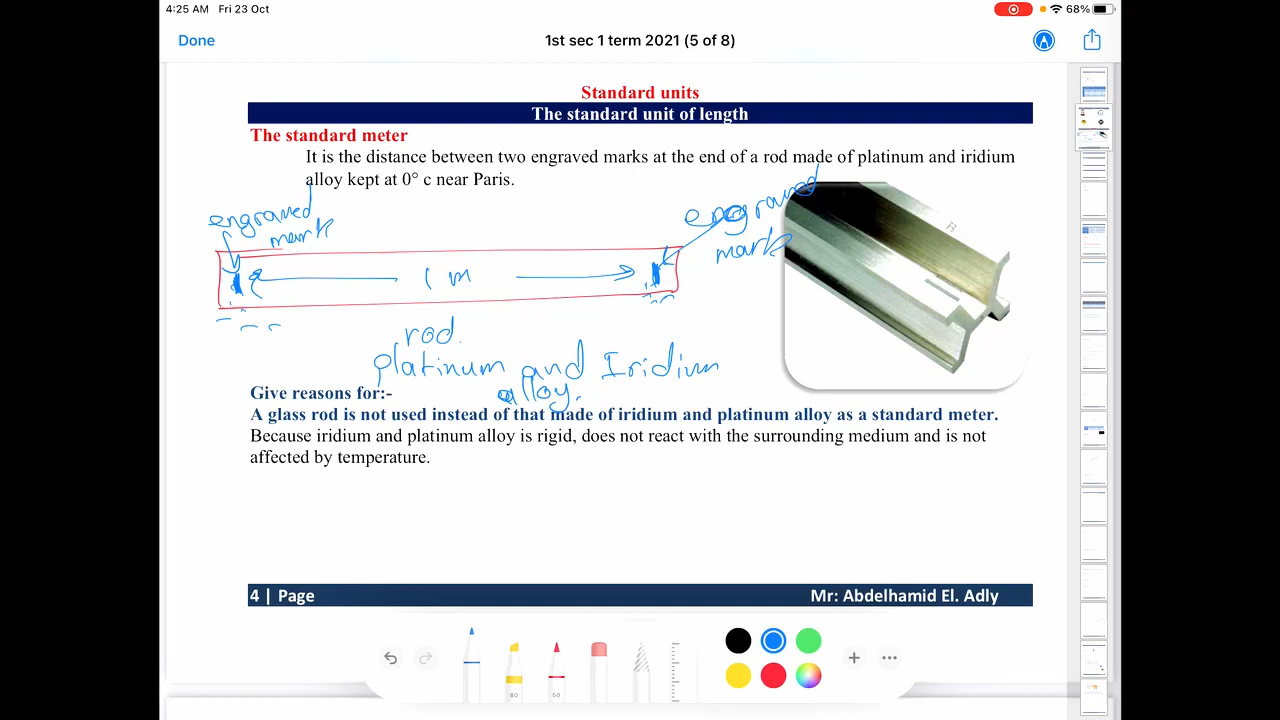 4:25 AM Fri 23 Oct
68%
Done
1st sec 1 term 2021 (5 of 8)
Standard units
The standard unit of length
The standard meter
It is the distance between two engraved marks at the end of a rod made of platinum and iridium
alloy kept at 0° c near Paris.
engraved
mark
engraved
mark
1 m
B
rod.
platinum and Iridium
alloy.
Give reasons for:-
A glass rod is not used instead of that made of iridium and platinum alloy as a standard meter.
Because iridium and platinum alloy is rigid, does not react with the surrounding medium and is not
affected by temperature.
4 | Page
Mr: Abdelhamid El. Adly
80
50